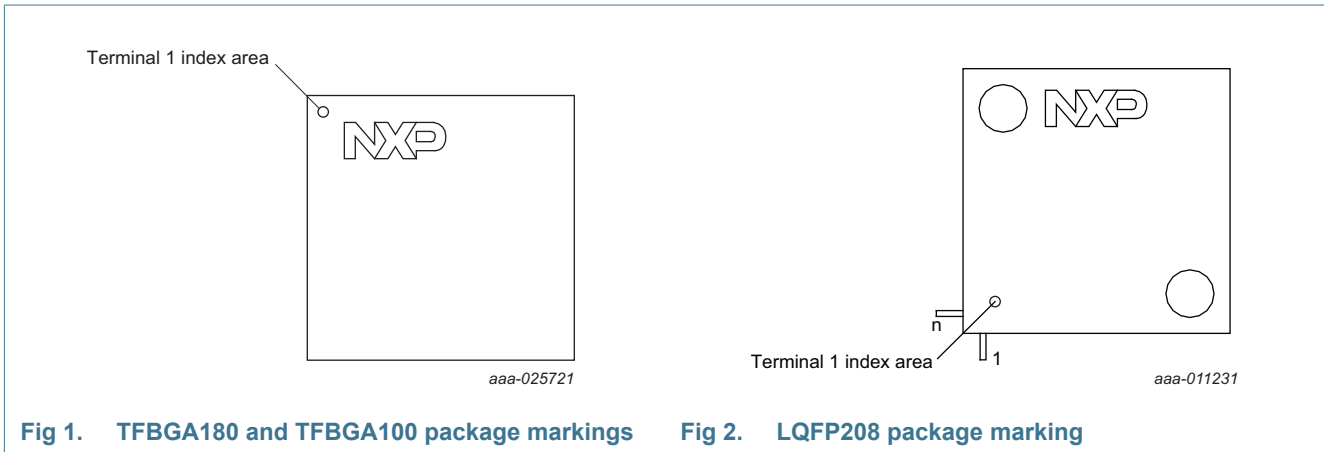 Terminal 1 index area
NXP
aaa-025721
NXP
n
1
Terminal 1 index area
aaa-011231
Fig 1. TFBGA180 and TFBGA100 package markings
Fig 2. LQFP208 package marking